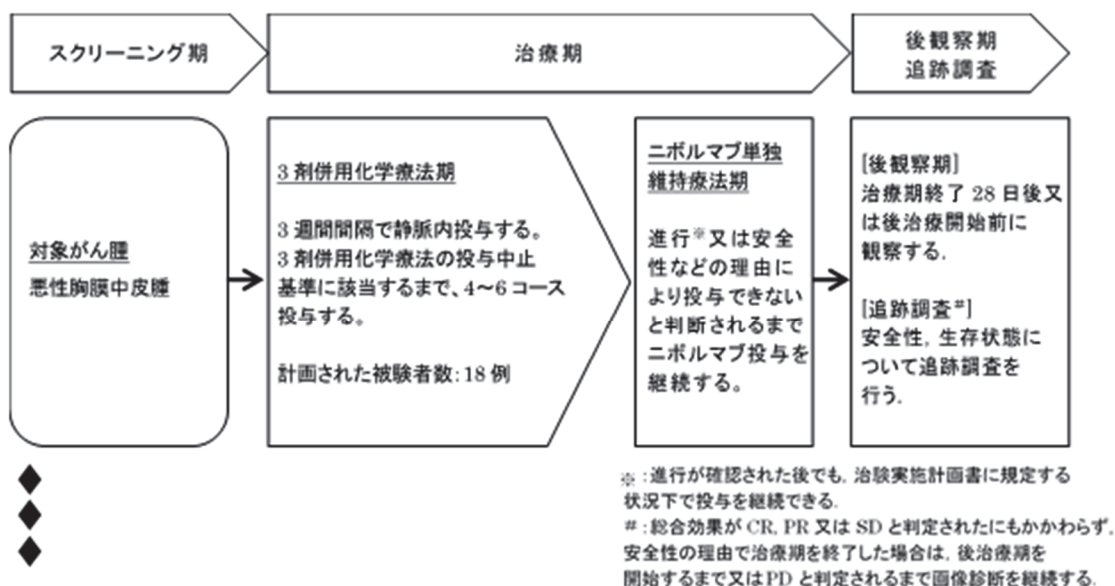 スクリーニング期
治療期
後観察期
追跡調査
対象がん腫
悪性胸膜中皮腫
3剤併用化学療法期
3週間間隔で静脈内投与する。
3剤併用化学療法の投与中止
基準に該当するまで、4～6コース
投与する。
計画された被験者数：18例
ニボルマブ単独
維持療法期
進行※又は安全
性などの理由に
より投与できない
と判断されるまで
ニボルマブ投与を
継続する。
[後観察期]
治療期終了28日後又
は後治療開始前に
観察する.
[追跡調査#]
安全性, 生存状態に
ついて追跡調査を
行う.
※：進行が確認された後でも, 治験実施計画書に規定する
状況下で投与を継続できる.
#：総合効果が CR, PR 又は SD と判定されたにもかかわらず,
安全性の理由で治療期を終了した場合は, 後治療期を
開始するまで又はPDと判定されるまで画像診断を継続する.